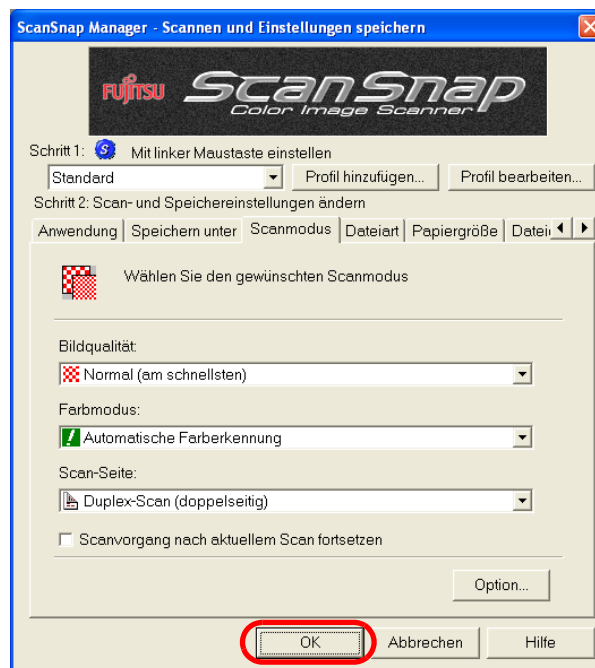 ScanSnap Manager - Scannen und Einstellungen speichern
FUJITSU ScanSnap
Color Image Scanner
Schritt 1: S Mit linker Maustaste einstellen
Standard Profil hinzufügen... Profil bearbeiten...
Schritt 2: Scan- und Speichereinstellungen ändern
Anwendung Speichern unter Scanmodus Dateiart Papiergröße Datei
Wählen Sie den gewünschten Scanmodus
Bildqualität:
Normal (am schnellsten)
Farbmodus:
Automatische Farberkennung
Scan-Seite:
Duplex-Scan (doppelseitig)
Scanvorgang nach aktuellem Scan fortsetzen
Option...
OK Abbrechen Hilfe